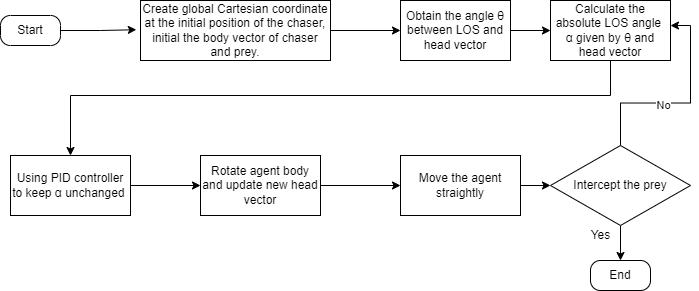 Start
Create global Cartesian coordinate
at the initial position of the chaser,
initial the body vector of chaser
and prey.
Obtain the angle θ
between LOS and
head vector
Calculate the
absolute LOS angle
α given by θ and
head vector
No
Using PID controller
to keep α unchanged
Rotate agent body
and update new head
vector
Move the agent
straightly
Intercept the prey
Yes
End